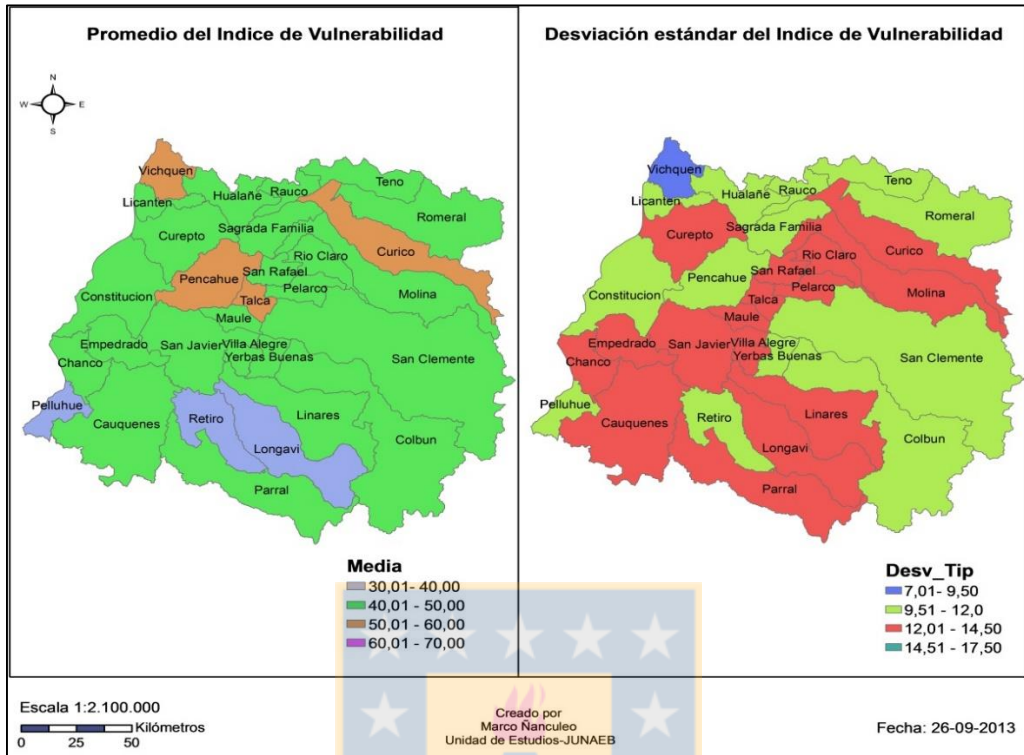 Promedio del Indice de Vulnerabilidad
N
W
E
S
Vichquen
Licanten
Hualañe
Rauco
Teno
Romeral
Curepto
Sagrada Familia
Curico
Rio Claro
Pencahue
San Rafael
Pelarco
Molina
Constitucion
Talca
Maule
Empedrado
San Javier
Villa Alegre
Yerbas Buenas
San Clemente
Chanco
Pelluhue
Cauquenes
Retiro
Linares
Longavi
Colbun
Parral
Media
30,01- 40,00
40,01 - 50,00
50,01 - 60,00
60,01 - 70,00
Desviación estándar del Indice de Vulnerabilidad
Vichquen
Licanten
Hualañe
Rauco
Teno
Romeral
Curepto
Sagrada Familia
Curico
Rio Claro
Pencahue
San Rafael
Pelarco
Molina
Constitucion
Talca
Maule
Empedrado
San Javier
Villa Alegre
Yerbas Buenas
San Clemente
Chanco
Pelluhue
Cauquenes
Retiro
Linares
Longavi
Colbun
Parral
Desv_Tip
7,01- 9,50
9,51 - 12,0
12,01 - 14,50
14,51 - 17,50
Escala 1:2.100.000
Kilómetros
0 25 50
Creado por
Marco Ñanculeo
Unidad de Estudios-JUNAEB
Fecha: 26-09-2013